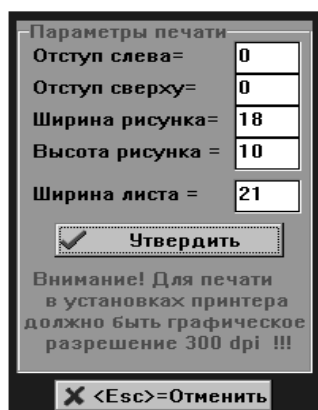 Параметры печати
Отступ слева= 0
Отступ сверху= 0
Ширина рисунка= 18
Высота рисунка = 10
Ширина листа = 21
Утвердить
Внимание! Для печати
в установках принтера
должно быть графическое
разрешение 300 dpi !!!
<Esc>=Отменить